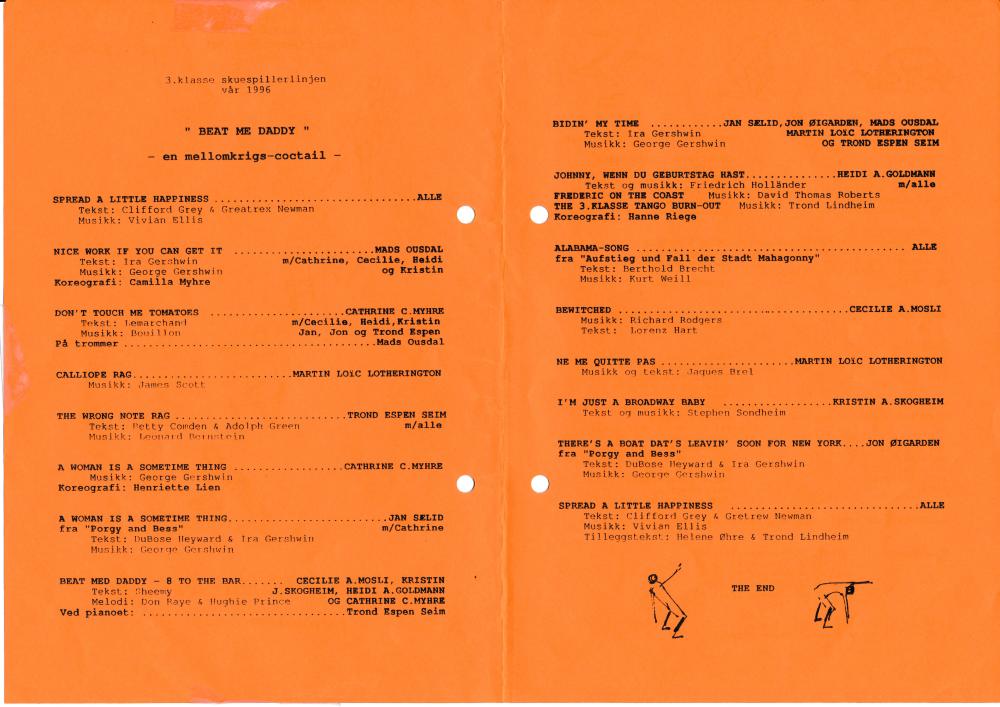 3.klasse skuespillerlinjen
vår 1996
" BEAT ME DADDY "
- en mellomkrigs-coctail -
SPREAD A LITTLE HAPPINESS ................................ALLE
Tekst: Clifford Grey & Greatrex Newman
Musikk: Vivian Ellis
NICE WORK IF YOU CAN GET IT ......................MADS OUSDAL
Tekst: Ira Gershwin m/Cathrine, Cecilie, Heidi
Musikk: George Gershwin og Kristin
Koreografi: Camilla Myhre
DON'T TOUCH ME TOMATOES .....................CATHRINE C.MYHRE
Tekst: Lemarchand m/Cecilie, Heidi,Kristin
Musikk: Bouillon Jan, Jon og Trond Espen
På trommer ........................................Mads Ousdal
CALLIOPE RAG.........................MARTIN LOïC LOTHERINGTON
Musikk: James Scott
THE WRONG NOTE RAG ...........................TROND ESPEN SEIM
Tekst: Betty Comden & Adolph Green m/alle
Musikk: Leonard Bernstein
A WOMAN IS A SOMETIME THING .................CATHRINE C.MYHRE
Musikk: George Gershwin
Koreografi: Henriette Lien
A WOMAN IS A SOMETIME THING.........................JAN SÆLID
fra "Porgy and Bess" m/Cathrine
Tekst: DuBose Heyward & Ira Gershwin
Musikk: George Gershwin
BEAT MED DADDY - 8 TO THE BAR....... CECILIE A.MOSLI, KRISTIN
Tekst: Sheemy J.SKOGHEIM, HEIDI A.GOLDMANN
Melodi: Don Raye & Hughie Prince OG CATHRINE C.MYHRE
Ved pianoet: .................................Trond Espen Seim
BIDIN' MY TIME ............JAN SÆLID,JON ØIGARDEN, MADS OUSDAL
Tekst: Ira Gershwin MARTIN LOïC LOTHERINGTON
Musikk: George Gershwin OG TROND ESPEN SEIM
JOHNNY, WENN DU GEBURTSTAG HAST...............HEIDI A.GOLDMANN
Tekst og musikk: Friedrich Holländer m/alle
FREDERIC ON THE COAST Musikk: David Thomas Roberts
THE 3.KLASSE TANGO BURN-OUT Musikk: Trond Lindheim
Koreografi: Hanne Riege
ALABAMA-SONG ........................................... ALLE
fra "Aufstieg und Fall der Stadt Mahagonny"
Tekst: Berthold Brecht
Musikk: Kurt Weill
BEWITCHED .....................................CECILIE A.MOSLI
Musikk: Richard Rodgers
Tekst: Lorenz Hart
NE ME QUITTE PAS .....................MARTIN LOïC LOTHERINGTON
Musikk og tekst: Jaques Brel
I'M JUST A BROADWAY BABY ..................KRISTIN A.SKOGHEIM
Tekst og musikk: Stephen Sondheim
THERE'S A BOAT DAT'S LEAVIN' SOON FOR NEW YORK....JON ØIGARDEN
fra "Porgy and Bess"
Tekst: DuBose Heyward & Ira Gershwin
Musikk: George Gershwin
SPREAD A LITTLE HAPPINESS ..............................ALLE
Tekst: Clifford Grey & Gretrew Newman
Musikk: Vivian Ellis
Tilleggstekst: Helene Øhre & Trond Lindheim
THE END